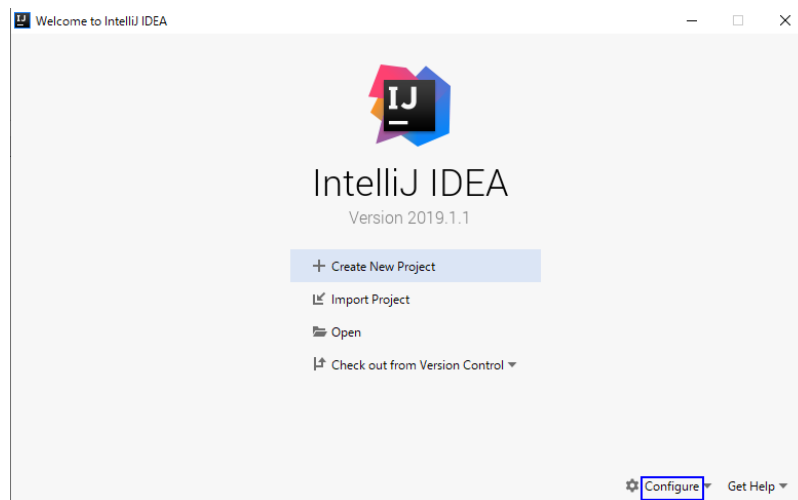 Welcome to IntelliJ IDEA
IJ
IntelliJ IDEA
Version 2019.1.1
Create New Project
Import Project
Open
Check out from Version Control
Configure Get Help